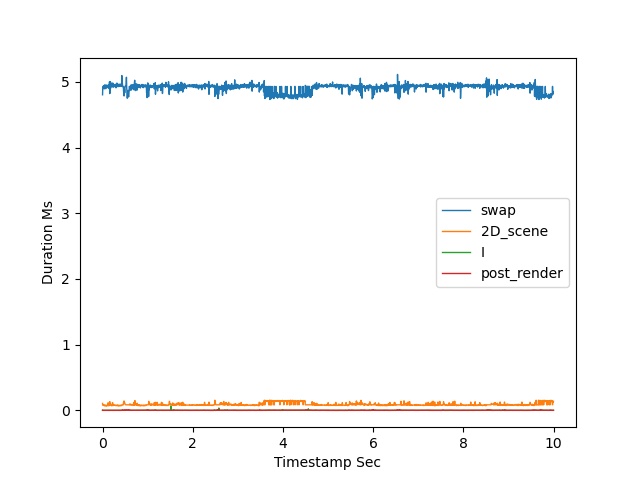 5
4
3
2
1
0
Duration Ms
swap
2D_scene
I
post_render
0 2 4 6 8 10
Timestamp Sec